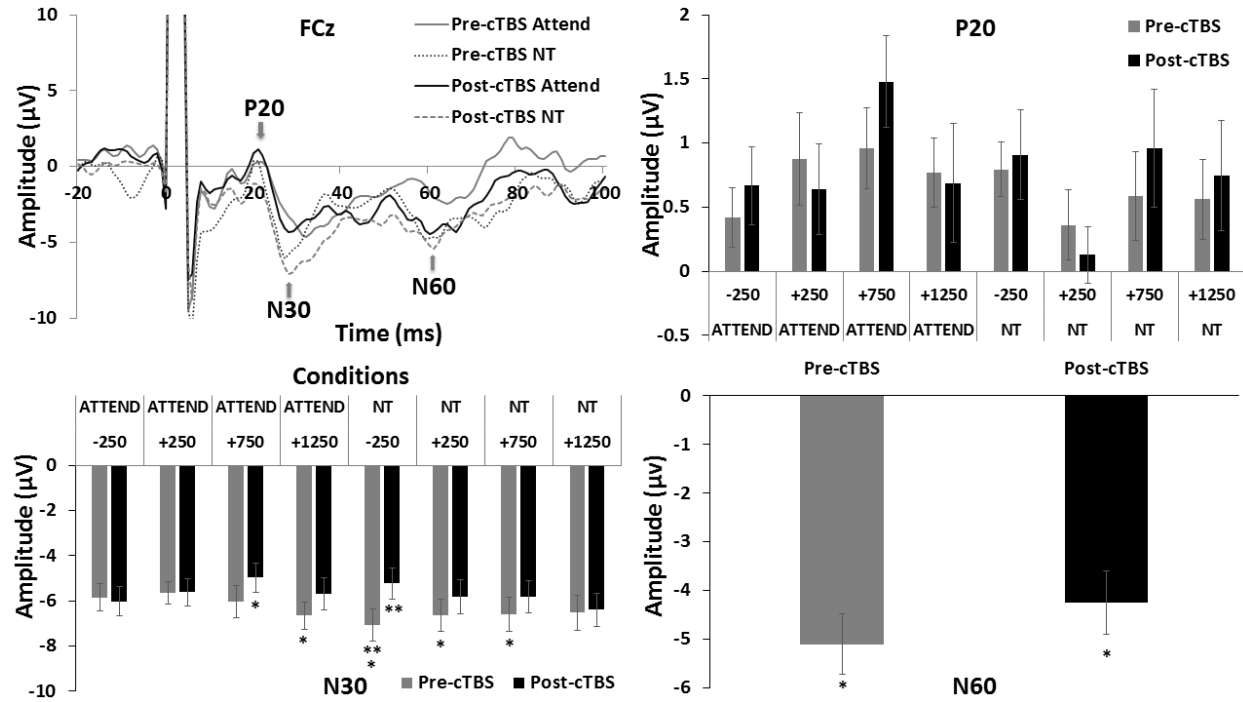 FCz
Pre-cTBS Attend
Pre-cTBS NT
Post-cTBS Attend
Post-cTBS NT
10
5
0
-5
-10
Amplitude (µV)
-20 0 20 40 60 80 100
Time (ms)
P20
N30
N60
P20
Pre-cTBS
Post-cTBS
2
1.5
1
0.5
0
-0.5
Amplitude (µV)
-250 +250 +750 +1250 -250 +250 +750 +1250
ATTEND ATTEND ATTEND ATTEND NT NT NT NT
Conditions
ATTEND ATTEND ATTEND ATTEND NT NT NT NT
-250 +250 +750 +1250 -250 +250 +750 +1250
0
-2
-4
-6
-8
-10
Amplitude (µV)
* * ** ** * * *
N30
Pre-cTBS Post-cTBS
Pre-cTBS Post-cTBS
0
-1
-2
-3
-4
-5
-6
Amplitude (µv)
* *
N60